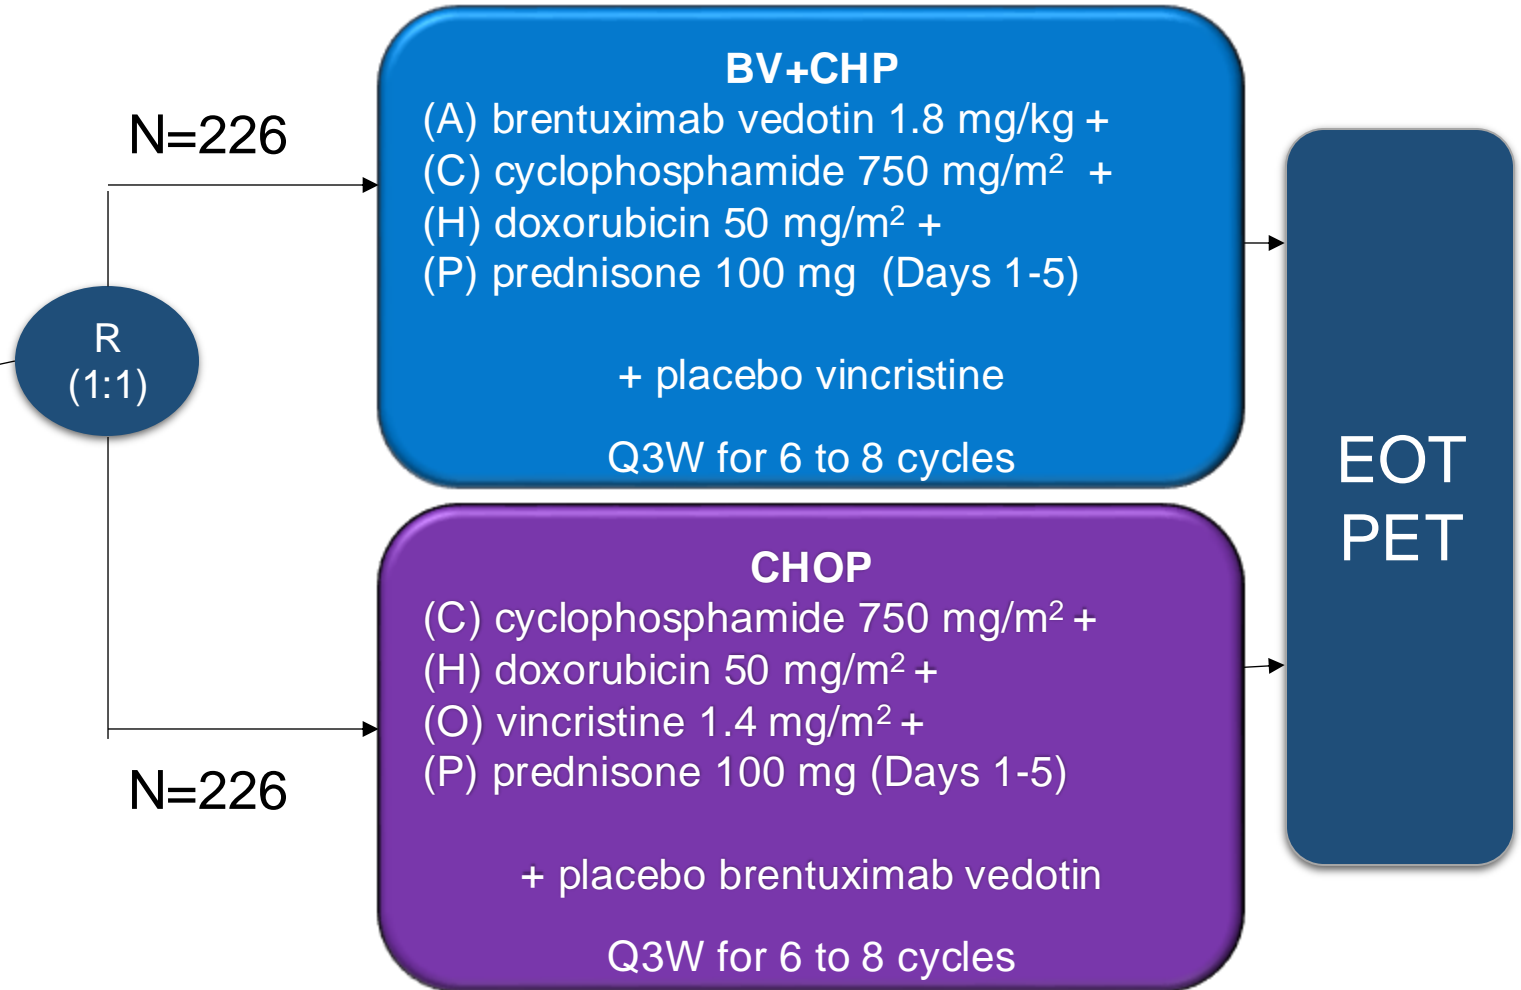 N=226
R
(1:1)
N=226
BV+CHP
(A) brentuximab vedotin 1.8 mg/kg +
(C) cyclophosphamide 750 mg/m² +
(H) doxorubicin 50 mg/m² +
(P) prednisone 100 mg (Days 1-5)
+ placebo vincristine
Q3W for 6 to 8 cycles
CHOP
(C) cyclophosphamide 750 mg/m² +
(H) doxorubicin 50 mg/m² +
(O) vincristine 1.4 mg/m² +
(P) prednisone 100 mg (Days 1-5)
+ placebo brentuximab vedotin
Q3W for 6 to 8 cycles
EOT
PET